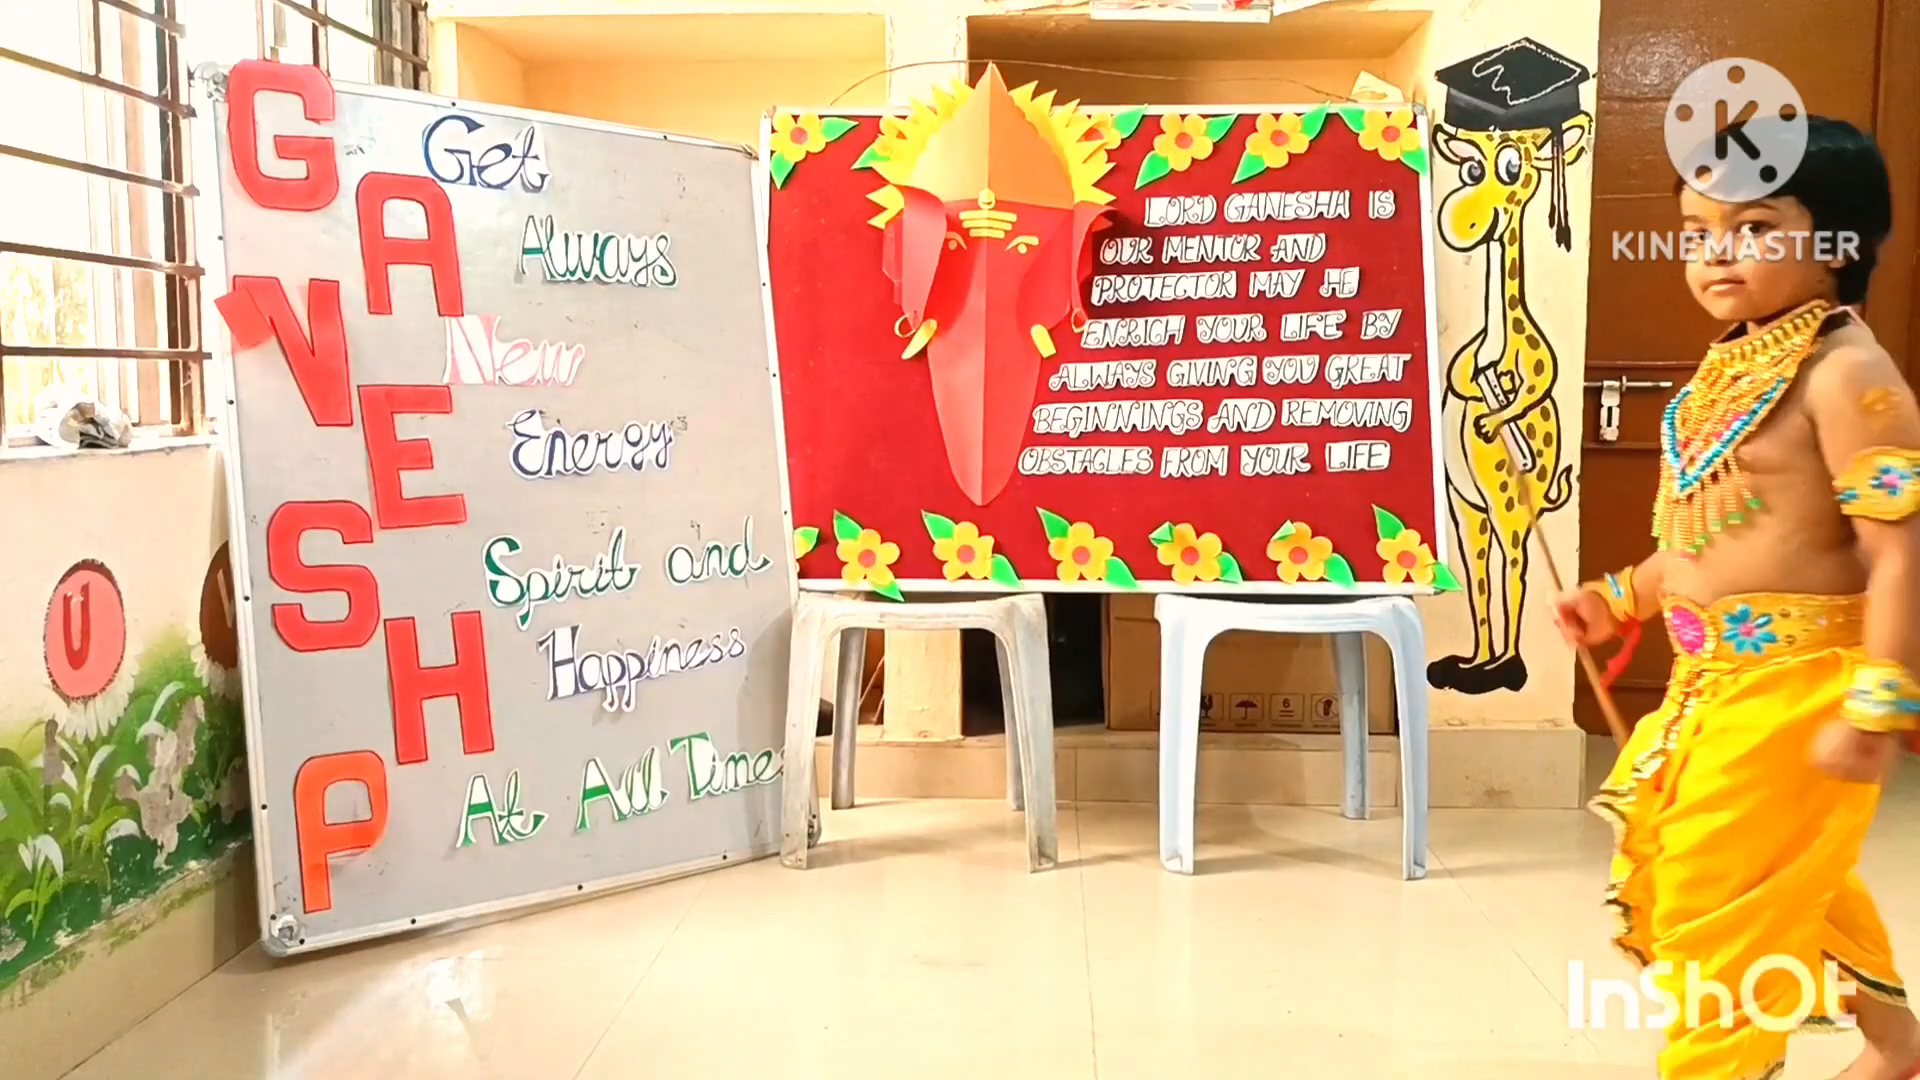 G
Get
A
Always
N
New
E
Energy
S
Spirit and
H
Happiness
A
At All Times
LORD GANESHA IS
OUR MENTOR AND
PROTECTOR MAY HE
ENRICH YOUR LIFE BY
ALWAYS GIVING YOU GREAT
BEGINNINGS AND REMOVING
OBSTACLES FROM YOUR LIFE
U
6
K
KINEMASTER
InShOt